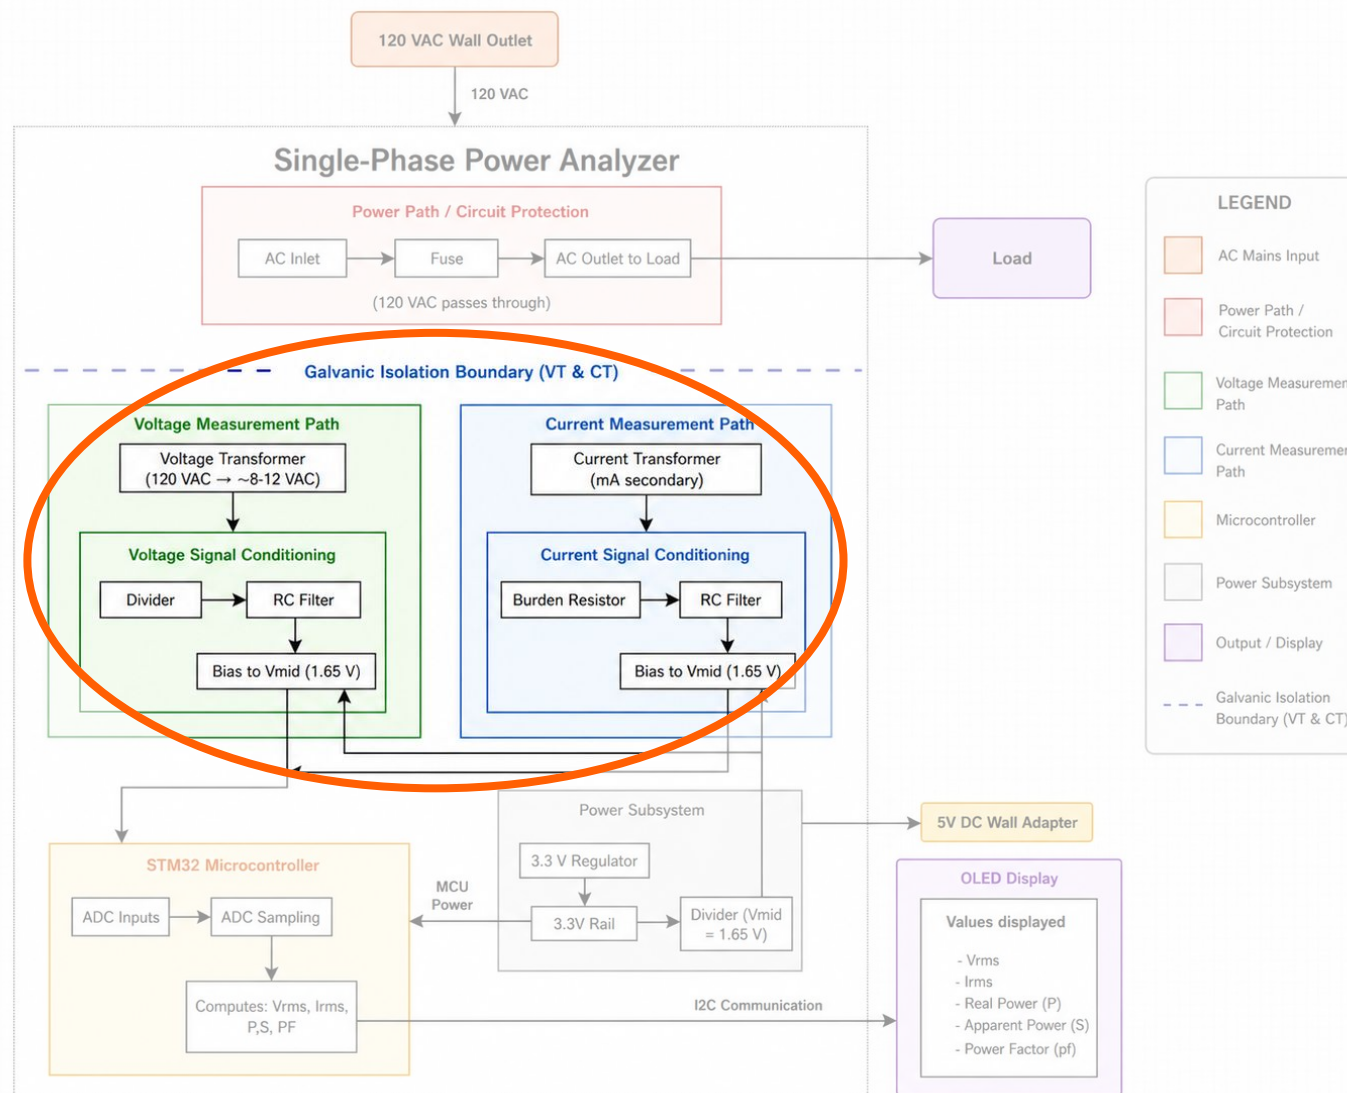 120 VAC Wall Outlet
120 VAC
Single-Phase Power Analyzer
Power Path / Circuit Protection
AC Inlet
Fuse
AC Outlet to Load
(120 VAC passes through)
Load
Galvanic Isolation Boundary (VT & CT)
Voltage Measurement Path
Voltage Transformer
(120 VAC → ~8-12 VAC)
Voltage Signal Conditioning
Divider
RC Filter
Bias to Vmid (1.65 V)
Current Measurement Path
Current Transformer
(mA secondary)
Current Signal Conditioning
Burden Resistor
RC Filter
Bias to Vmid (1.65 V)
Power Subsystem
3.3 V Regulator
3.3V Rail
Divider (Vmid
= 1.65 V)
MCU
Power
5V DC Wall Adapter
STM32 Microcontroller
ADC Inputs
ADC Sampling
Computes: Vrms, Irms,
P,S, PF
I2C Communication
OLED Display
Values displayed
- Vrms
- Irms
- Real Power (P)
- Apparent Power (S)
- Power Factor (pf)
LEGEND
AC Mains Input
Power Path /
Circuit Protection
Voltage Measuremen
Path
Current Measuremen
Path
Microcontroller
Power Subsystem
Output / Display
Galvanic Isolation
Boundary (VT & CT)